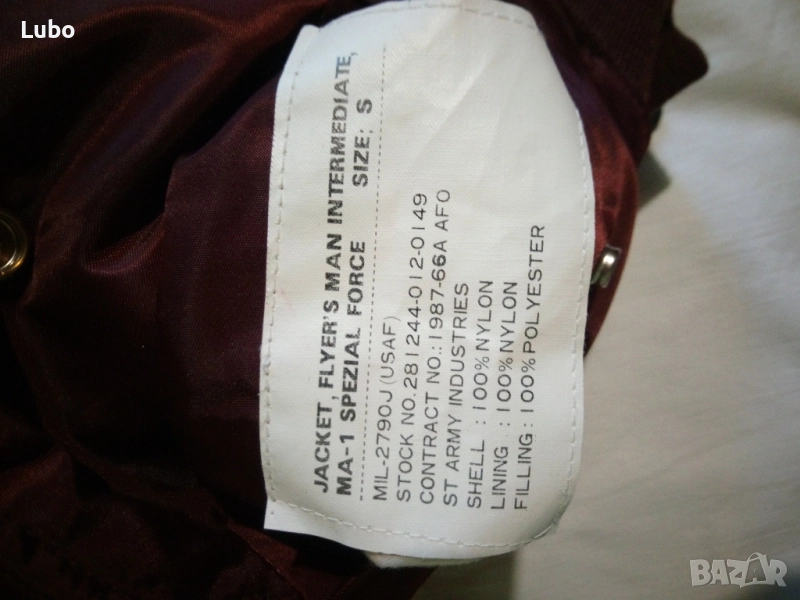 Lubo
JACKET, FLYER'S MAN INTERMEDIATE,
MA-1 SPEZIAL FORCE SIZE: S
MIL-2790J (USAF)
STOCK NO. 281244-012-0149
CONTRACT NO.: 1987-66A AFO
ST ARMY INDUSTRIES
SHELL : 100% NYLON
LINING : 100% NYLON
FILLING : 100% POLYESTER
BAZAR